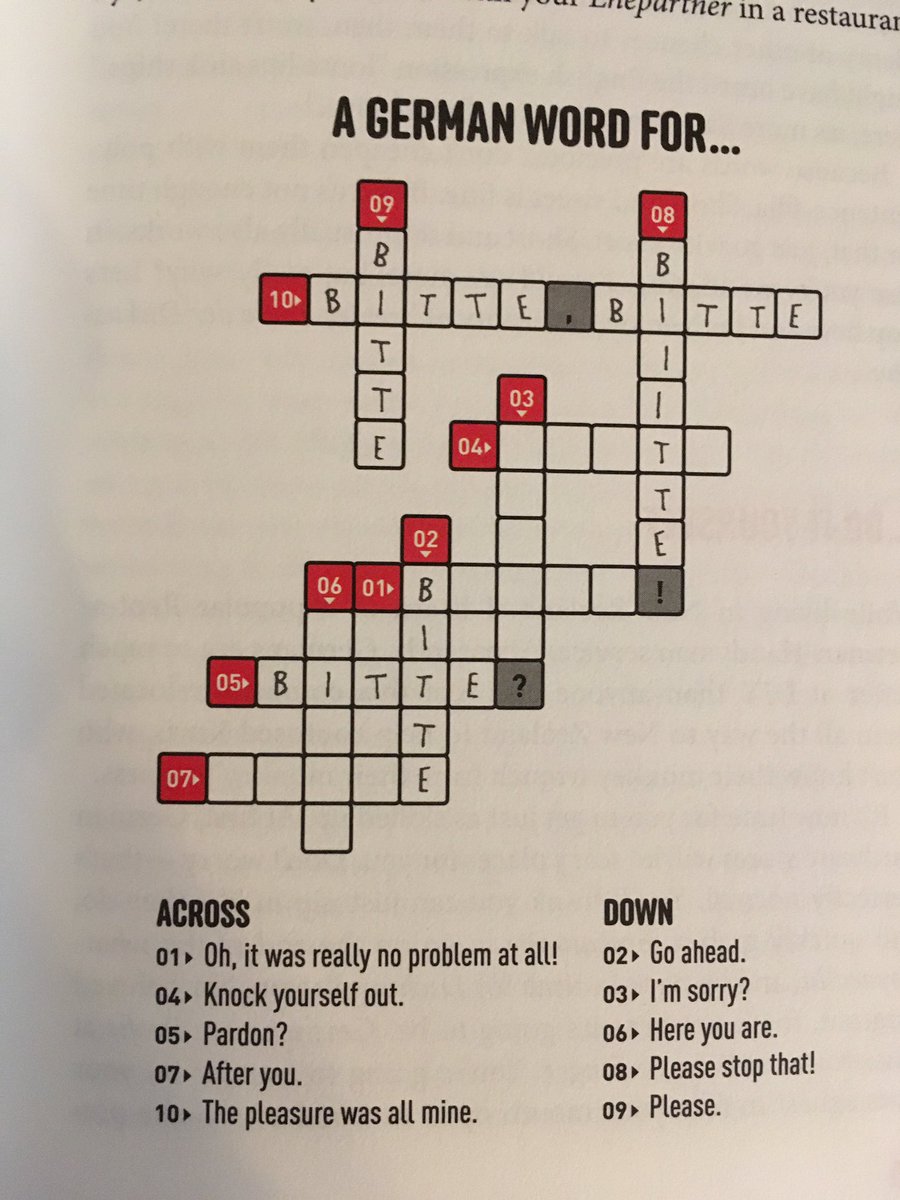 your Ehepartner in a restauran
A GERMAN WORD FOR...
09 08
B B
10▸ B I T T E , B I T T E
T I
T 03 I
E 04▸ T
T
02 E
06 01▸ B !
I
05▸ B I T T E ?
T
07▸ E
ACROSS
01▸ Oh, it was really no problem at all!
04▸ Knock yourself out.
05▸ Pardon?
07▸ After you.
10▸ The pleasure was all mine.
DOWN
02▸ Go ahead.
03▸ I'm sorry?
06▸ Here you are.
08▸ Please stop that!
09▸ Please.